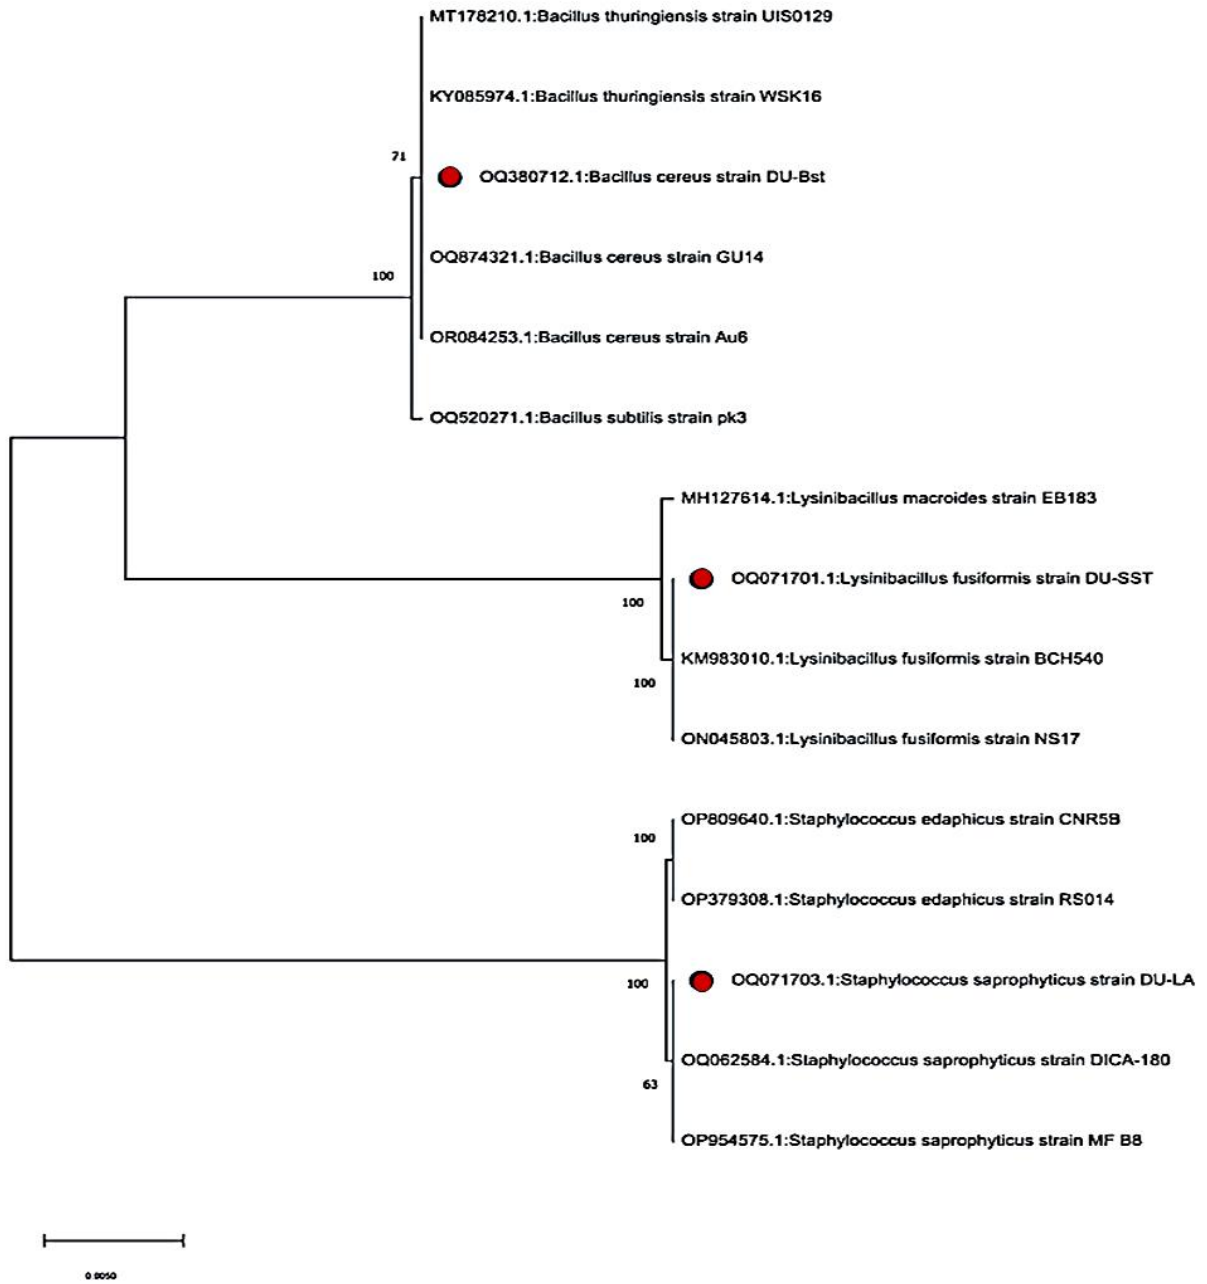 MT178210.1:Bacillus thuringiensis strain UIS0129
KY085974.1:Bacillus thuringiensis strain WSK16
71
OQ380712.1:Bacillus cereus strain DU-Bst
OQ874321.1:Bacillus cereus strain GU14
100
OR084253.1:Bacillus cereus strain Au6
OQ520271.1:Bacillus subtilis strain pk3
MH127614.1:Lysinibacillus macroides strain EB183
OQ071701.1:Lysinibacillus fusiformis strain DU-SST
100
KM983010.1:Lysinibacillus fusiformis strain BCH540
100
ON045803.1:Lysinibacillus fusiformis strain NS17
OP809640.1:Staphylococcus edaphicus strain CNR5B
100
OP379308.1:Staphylococcus edaphicus strain RS014
OQ071703.1:Staphylococcus saprophyticus strain DU-LA
100
OQ062584.1:Staphylococcus saprophyticus strain DICA-180
63
OP954575.1:Staphylococcus saprophyticus strain MF B8
0.0050